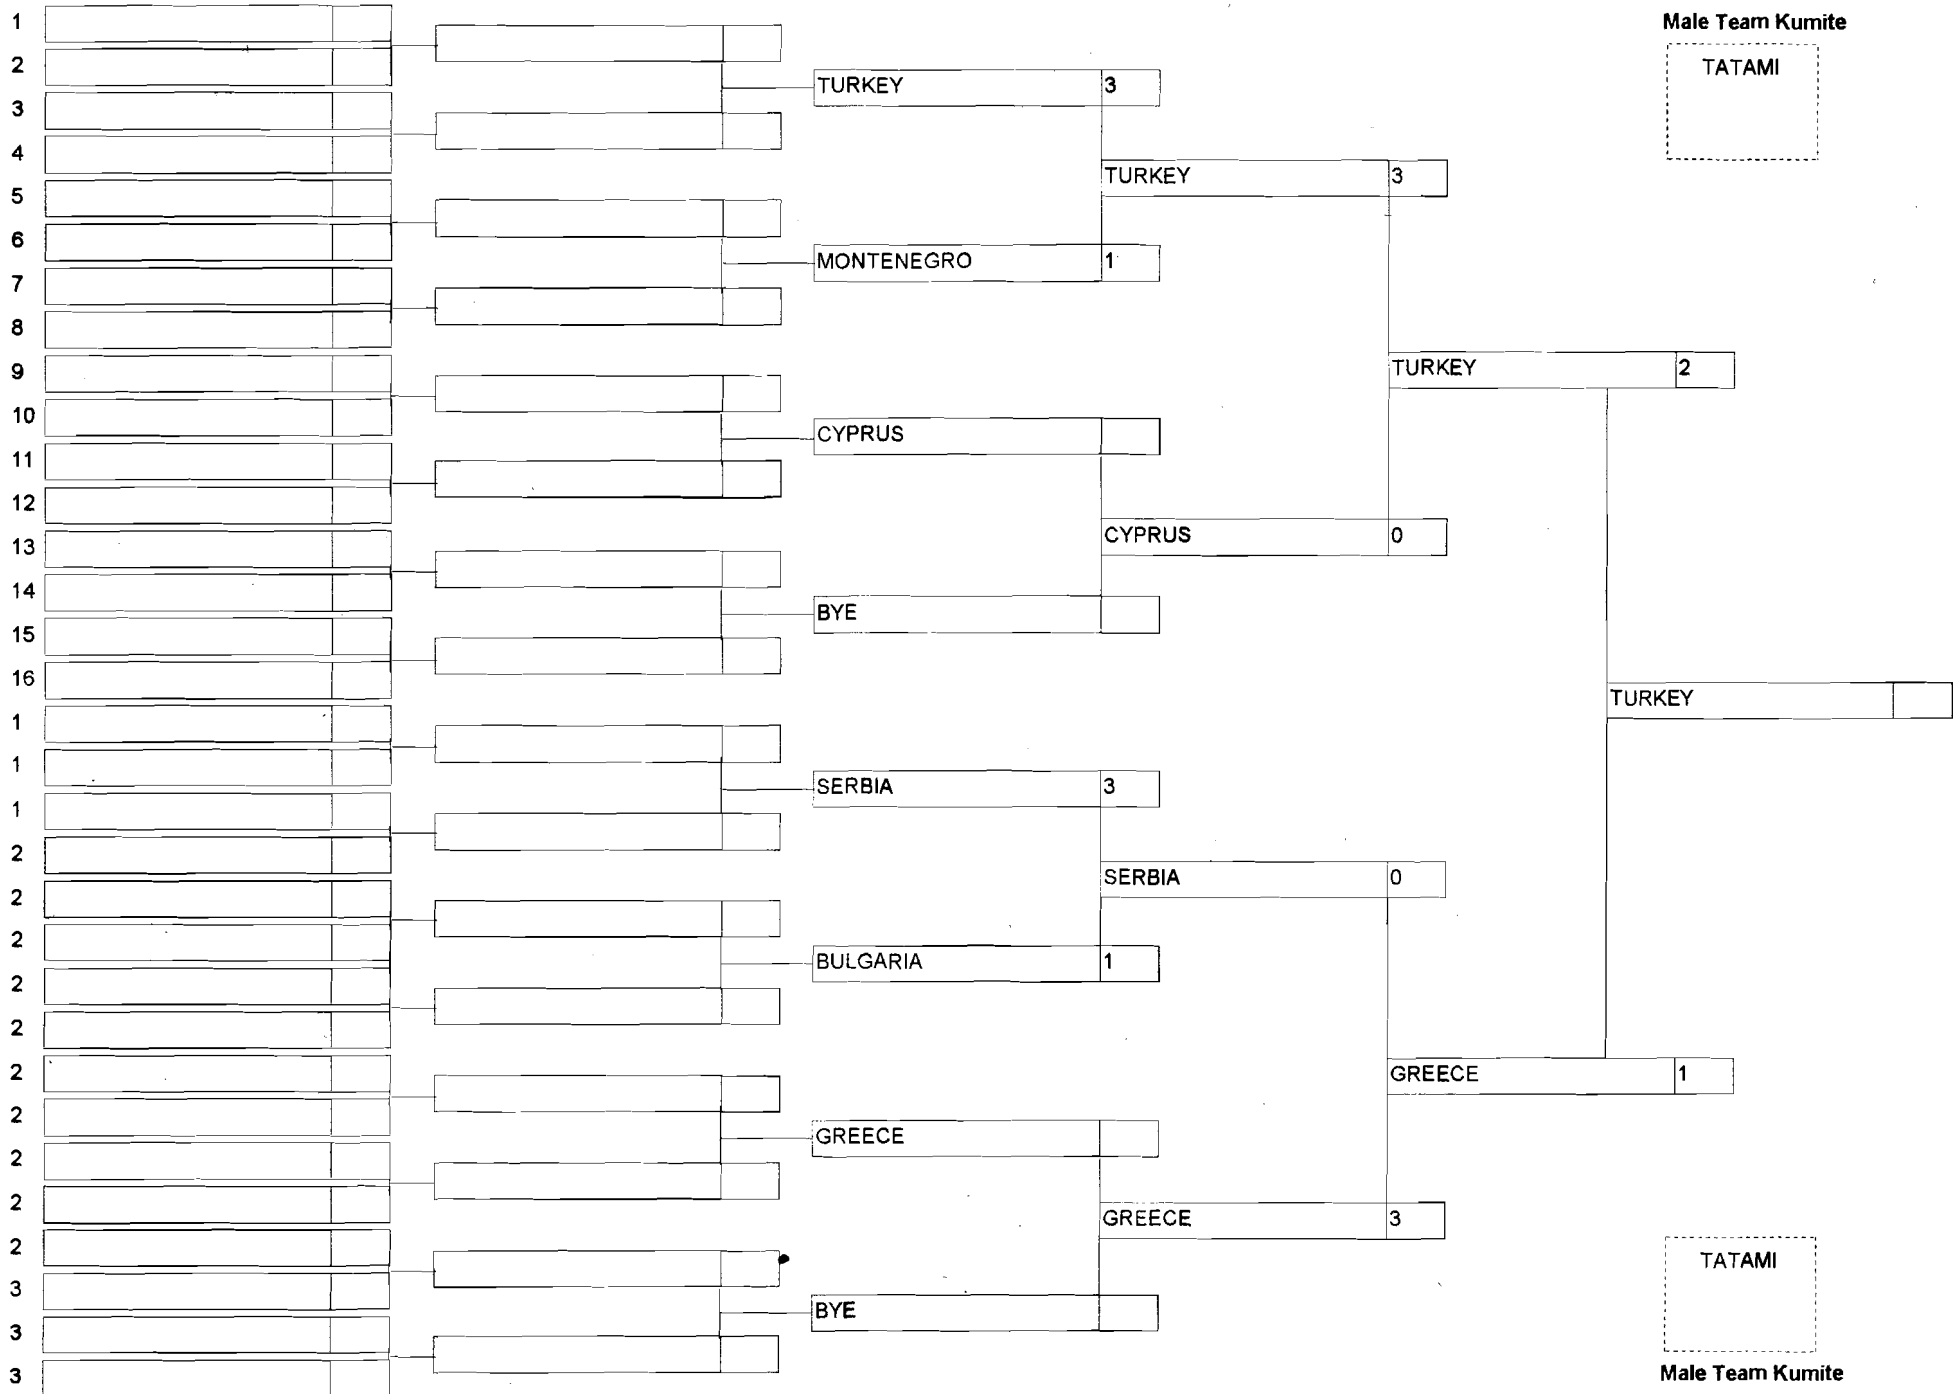 Male Team Kumite
TATAMI
1
2
3
4
5
6
7
8
9
10
11
12
13
14
15
16
1
1
1
2
2
2
2
2
2
2
2
2
2
3
3
3
TURKEY 3
MONTENEGRO 1
CYPRUS
BYE
SERBIA 3
BULGARIA 1
GREECE
BYE
TURKEY 3
CYPRUS 0
SERBIA 0
GREECE 3
TURKEY 2
GREECE 1
TURKEY
TATAMI
Male Team Kumite